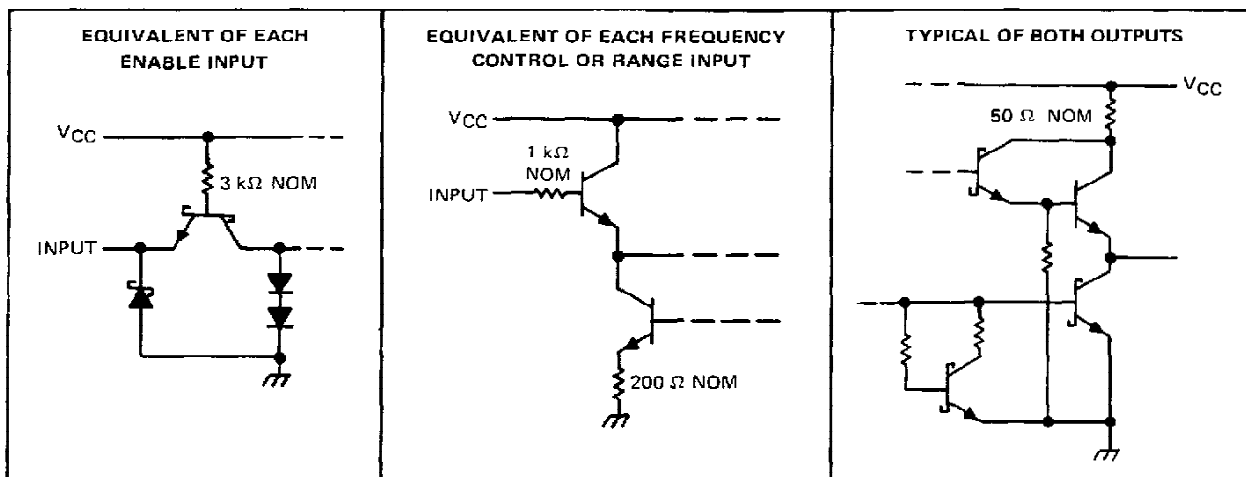 EQUIVALENT OF EACH
ENABLE INPUT
VCC
3 kΩ NOM
INPUT
EQUIVALENT OF EACH FREQUENCY
CONTROL OR RANGE INPUT
VCC
1 kΩ
NOM
INPUT
200 Ω NOM
TYPICAL OF BOTH OUTPUTS
VCC
50 Ω NOM